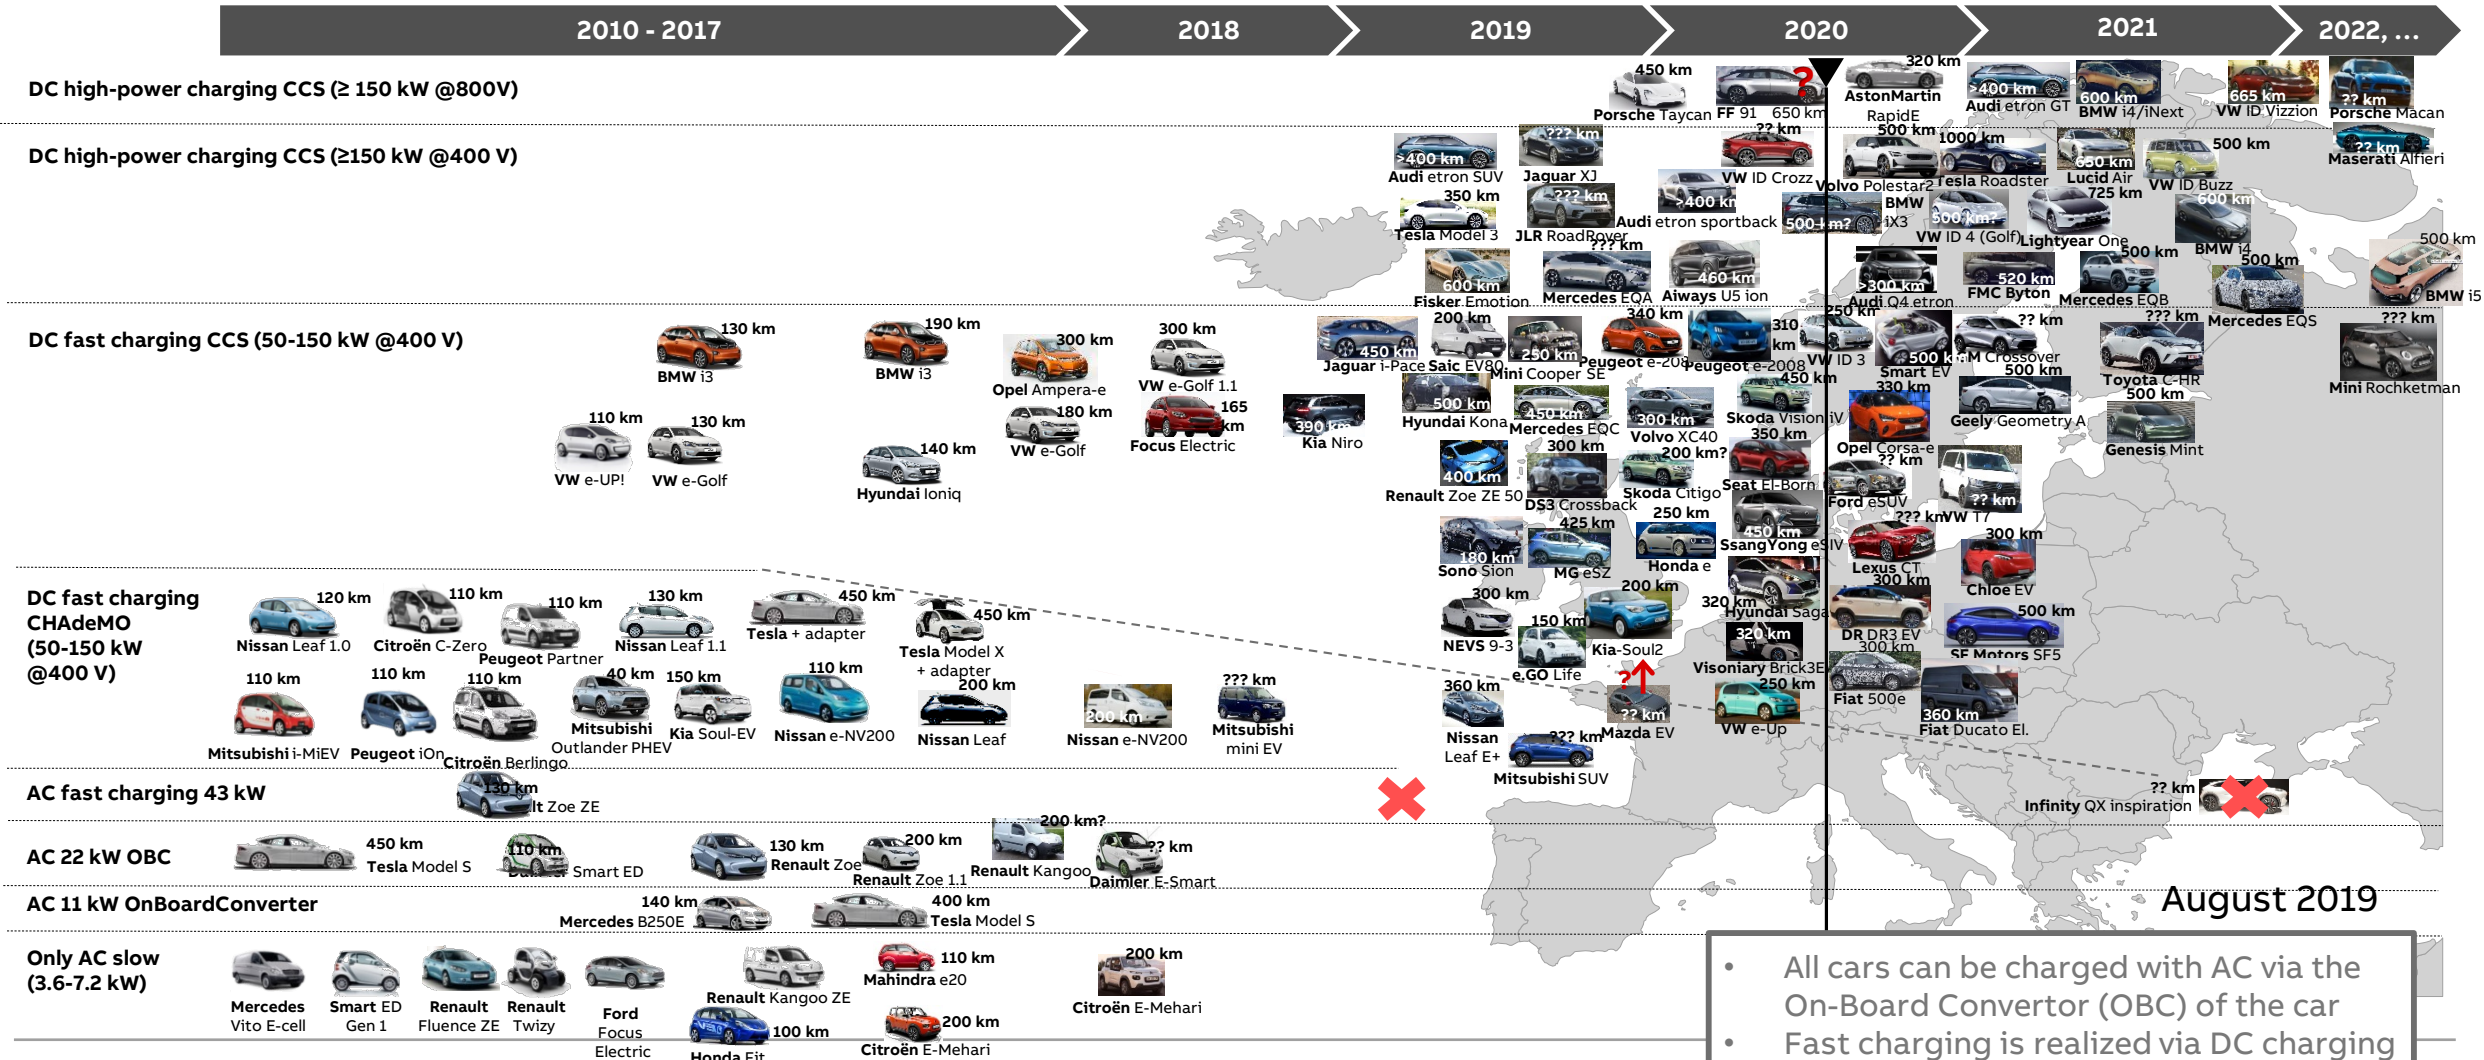 2010 - 2017
2018
2019
2020
2021
2022, ...
DC high-power charging CCS (≥ 150 kW @800V)
450 km
Porsche Taycan
?
FF 91
650 km
320 km
AstonMartin
RapidE
>400 km
Audi etron GT
600 km
BMW i4/iNext
665 km
VW ID Vizzion
?? km
Porsche Macan
DC high-power charging CCS (≥150 kW @400 V)
>400 km
Audi etron SUV
??? km
Jaguar XJ
?? km
VW ID Crozz
500 km
Volvo Polestar2
1000 km
Tesla Roadster
650 km
Lucid Air
500 km
VW ID Buzz
?? km
Maserati Alfieri
350 km
Tesla Model 3
??? km
JLR RoadRover
>400 km
Audi etron sportback
500 km?
BMW
iX3
500 km?
VW ID 4 (Golf)
725 km
Lightyear One
600 km
BMW i4
600 km
Fisker Emotion
??? km
Mercedes EQA
460 km
Aiways U5 ion
>300 km
Audi Q4 etron
520 km
FMC Byton
500 km
Mercedes EQB
500 km
Mercedes EQS
500 km
BMW i5
DC fast charging CCS (50-150 kW @400 V)
130 km
BMW i3
190 km
BMW i3
300 km
Opel Ampera-e
300 km
VW e-Golf 1.1
450 km
Jaguar i-Pace
200 km
Saic EV80
250 km
Mini Cooper SE
340 km
Peugeot e-208
310
km
Peugeot e-2008
250 km
VW ID 3
500 km
Smart EV
?? km
Crossover
??? km
Toyota C-HR
??? km
Mini Rochketman
110 km
VW e-UP!
130 km
VW e-Golf
140 km
Hyundai Ioniq
180 km
VW e-Golf
165
km
Focus Electric
390 km
Kia Niro
500 km
Hyundai Kona
450 km
Mercedes EQC
300 km
Volvo XC40
450 km
Skoda Vision iV
330 km
Opel Corsa-e
500 km
Geely Geometry A
500 km
Genesis Mint
400 km
Renault Zoe ZE 50
300 km
DS3 Crossback
200 km?
Skoda Citigo
350 km
Seat El-Born
?? km
Ford eSUV
?? km
VW T7
180 km
Sono Sion
425 km
MG eSZ
250 km
Honda e
450 km
SsangYong eSIV
??? km
Lexus CT
300 km
Chloe EV
300 km
NEVS 9-3
150 km
e.GO Life
200 km
Kia-Soul2
320 km
Hyundai Saga
300 km
DR DR3 EV
500 km
SF Motors SF5
320 km
Visoniary Brick3E
300 km
Fiat 500e
360 km
Fiat Ducato El.
250 km
VW e-Up
DC fast charging
CHAdeMO
(50-150 kW
@400 V)
120 km
Nissan Leaf 1.0
110 km
Citroën C-Zero
110 km
Peugeot Partner
130 km
Nissan Leaf 1.1
450 km
Tesla + adapter
450 km
Tesla Model X
+ adapter
110 km
Mitsubishi i-MiEV
110 km
Peugeot iOn
110 km
Citroën Berlingo
40 km
Mitsubishi
Outlander PHEV
150 km
Kia Soul-EV
110 km
Nissan e-NV200
200 km
Nissan Leaf
200 km
Nissan e-NV200
??? km
Mitsubishi
mini EV
360 km
Nissan
Leaf E+
??? km
Mitsubishi SUV
?
?? km
Mazda EV
?? km
Infinity QX inspiration
AC fast charging 43 kW
130 km
lt Zoe ZE
AC 22 kW OBC
450 km
Tesla Model S
110 km
Smart ED
130 km
Renault Zoe
200 km
Renault Zoe 1.1
200 km?
Renault Kangoo
?? km
Daimler E-Smart
AC 11 kW OnBoardConverter
140 km
Mercedes B250E
400 km
Tesla Model S
August 2019
Only AC slow
(3.6-7.2 kW)
Mercedes
Vito E-cell
Smart ED
Gen 1
Renault
Fluence ZE
Renault
Twizy
Ford
Focus
Electric
Renault Kangoo ZE
100 km
Honda Fit
110 km
Mahindra e20
200 km
Citroën E-Mehari
200 km
Citroën E-Mehari
• All cars can be charged with AC via the
On-Board Convertor (OBC) of the car
• Fast charging is realized via DC charging